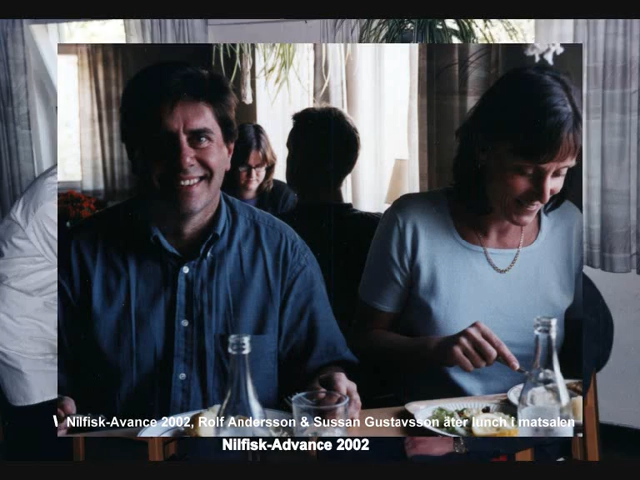 Nilfisk-Avance 2002, Rolf Andersson & Sussan Gustavsson äter lunch i matsalen
Nilfisk-Advance 2002